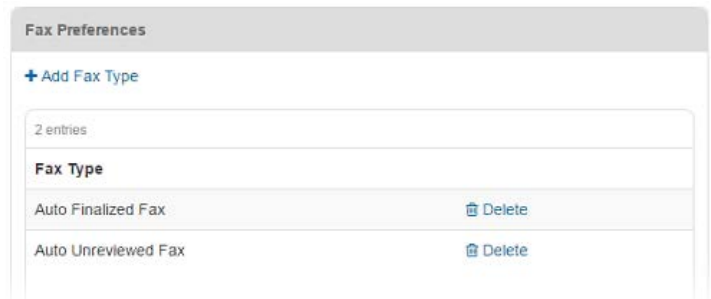 Fax Preferences
+ Add Fax Type
2 entries
Fax Type
Auto Finalized Fax Delete
Auto Unreviewed Fax Delete